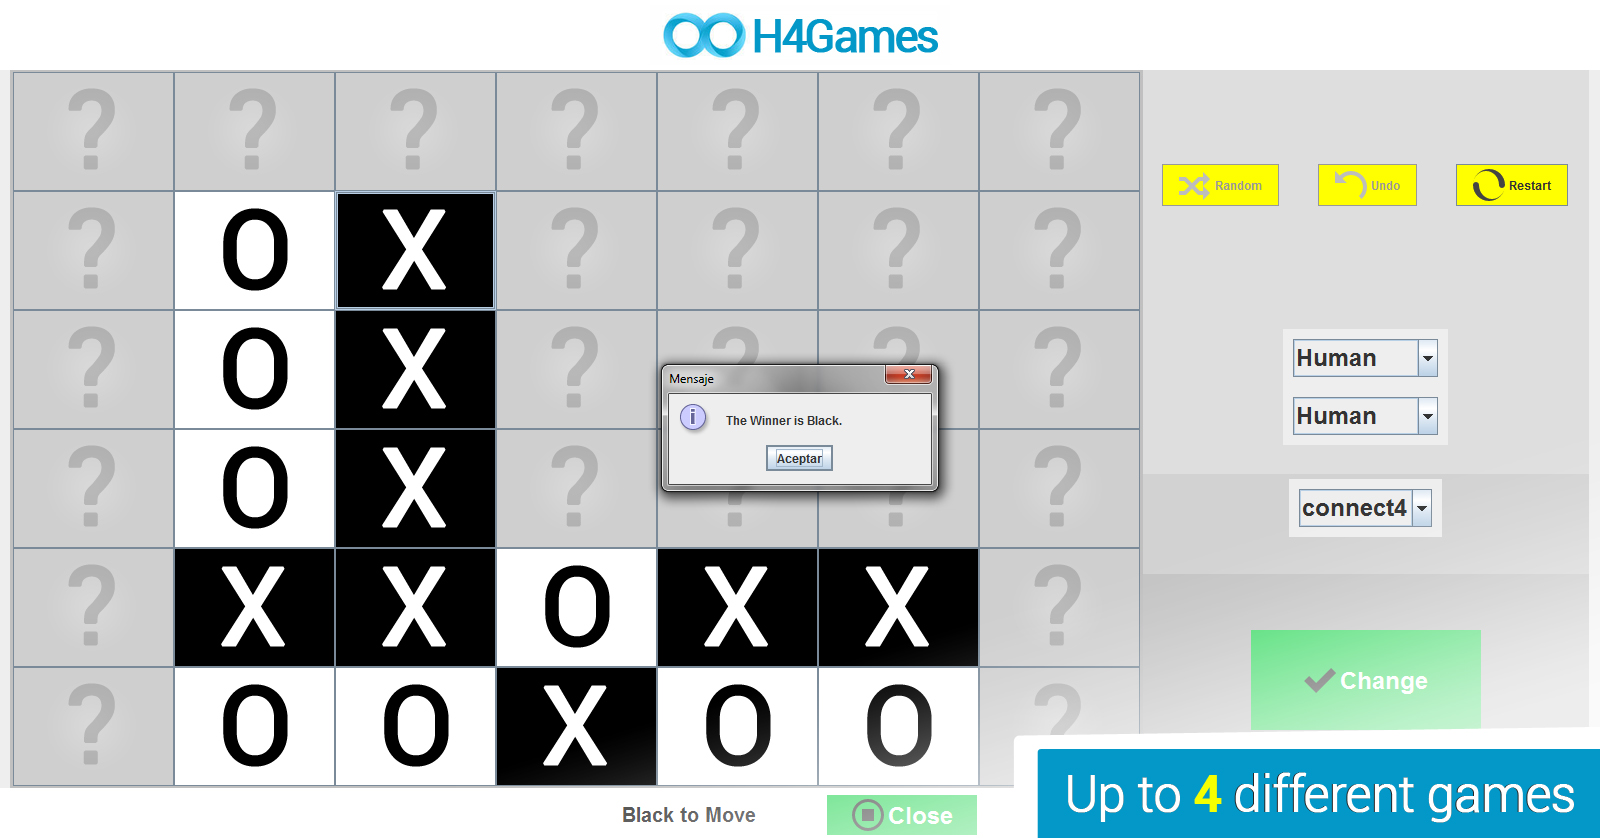 H4Games
? ? ? ? ? ? ?
? O X ? ? ? ?
? O X ? ? ? ?
? O X ? ? ? ?
? X X O X X ?
? O O X O O ?
Random
Undo
Restart
Human
Human
connect4
Change
Mensaje
X
i
The Winner is Black.
Aceptar
Black to Move
Close
Up to 4 different games